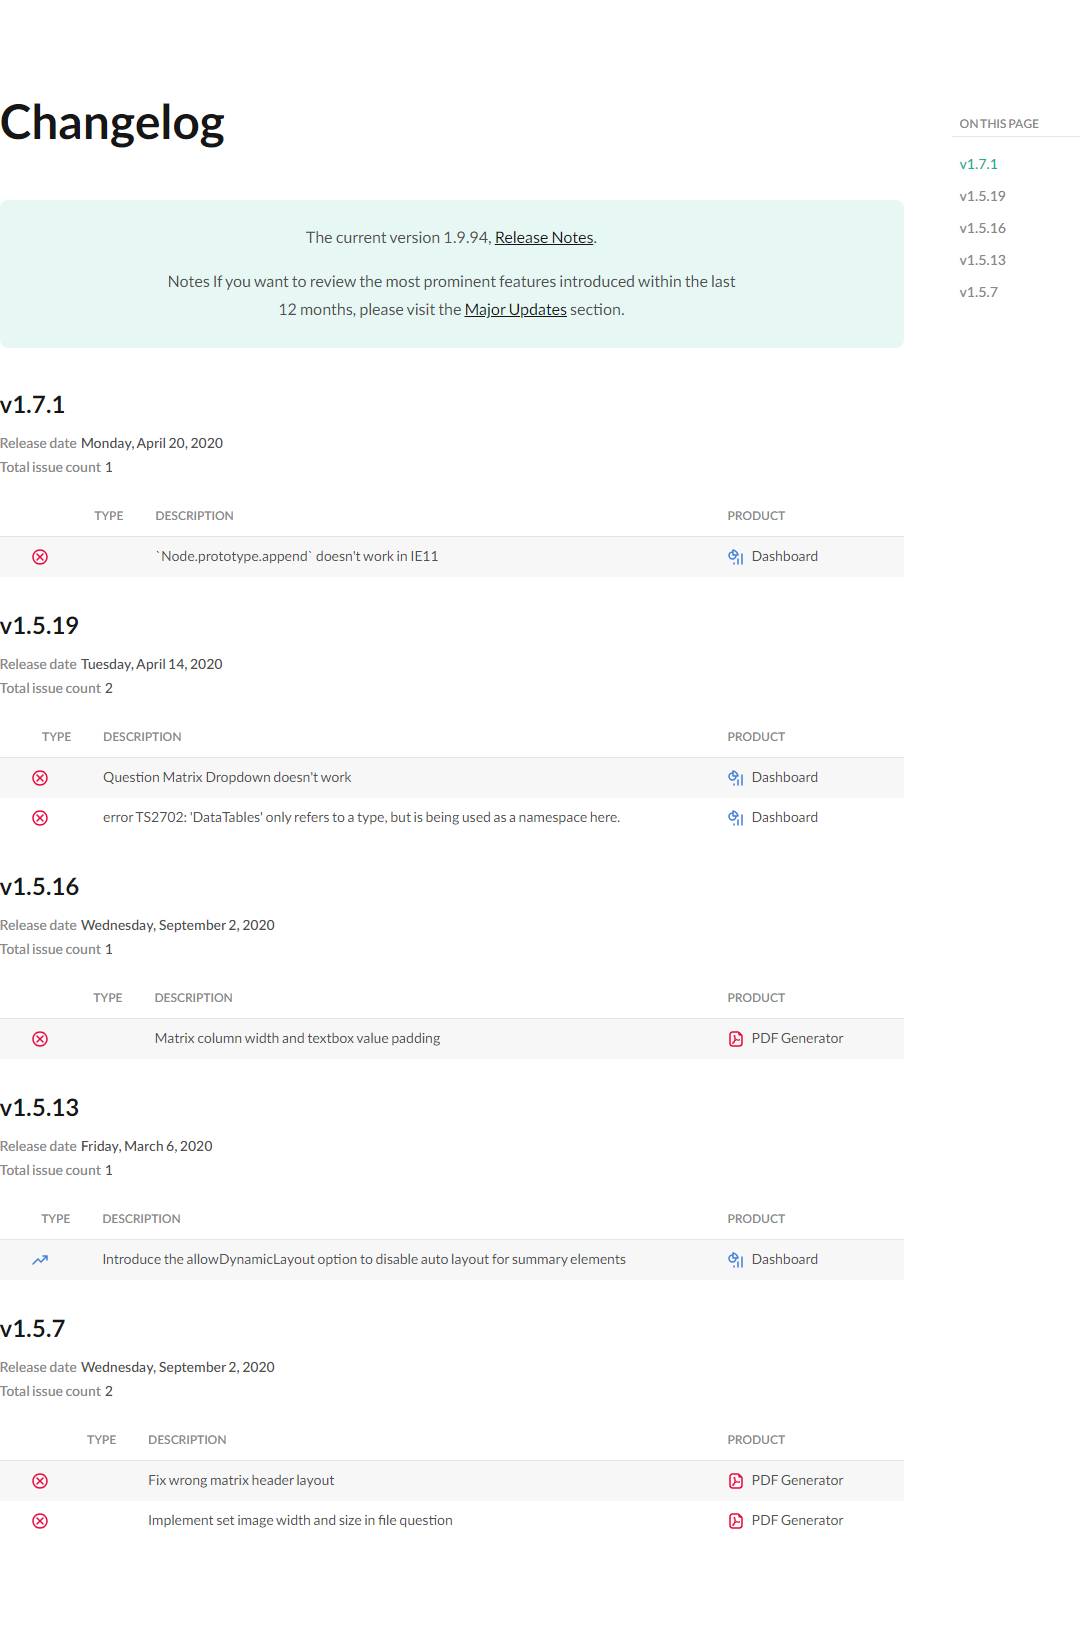 Changelog
ON THIS PAGE
v1.7.1
v1.5.19
v1.5.16
v1.5.13
v1.5.7
The current version 1.9.94, Release Notes.
Notes If you want to review the most prominent features introduced within the last
12 months, please visit the Major Updates section.
v1.7.1
Release date Monday, April 20, 2020
Total issue count 1
TYPE DESCRIPTION PRODUCT
`Node.prototype.append` doesn't work in IE11 Dashboard
v1.5.19
Release date Tuesday, April 14, 2020
Total issue count 2
TYPE DESCRIPTION PRODUCT
Question Matrix Dropdown doesn't work Dashboard
error TS2702: 'DataTables' only refers to a type, but is being used as a namespace here. Dashboard
v1.5.16
Release date Wednesday, September 2, 2020
Total issue count 1
TYPE DESCRIPTION PRODUCT
Matrix column width and textbox value padding PDF Generator
v1.5.13
Release date Friday, March 6, 2020
Total issue count 1
TYPE DESCRIPTION PRODUCT
Introduce the allowDynamicLayout option to disable auto layout for summary elements Dashboard
v1.5.7
Release date Wednesday, September 2, 2020
Total issue count 2
TYPE DESCRIPTION PRODUCT
Fix wrong matrix header layout PDF Generator
Implement set image width and size in file question PDF Generator